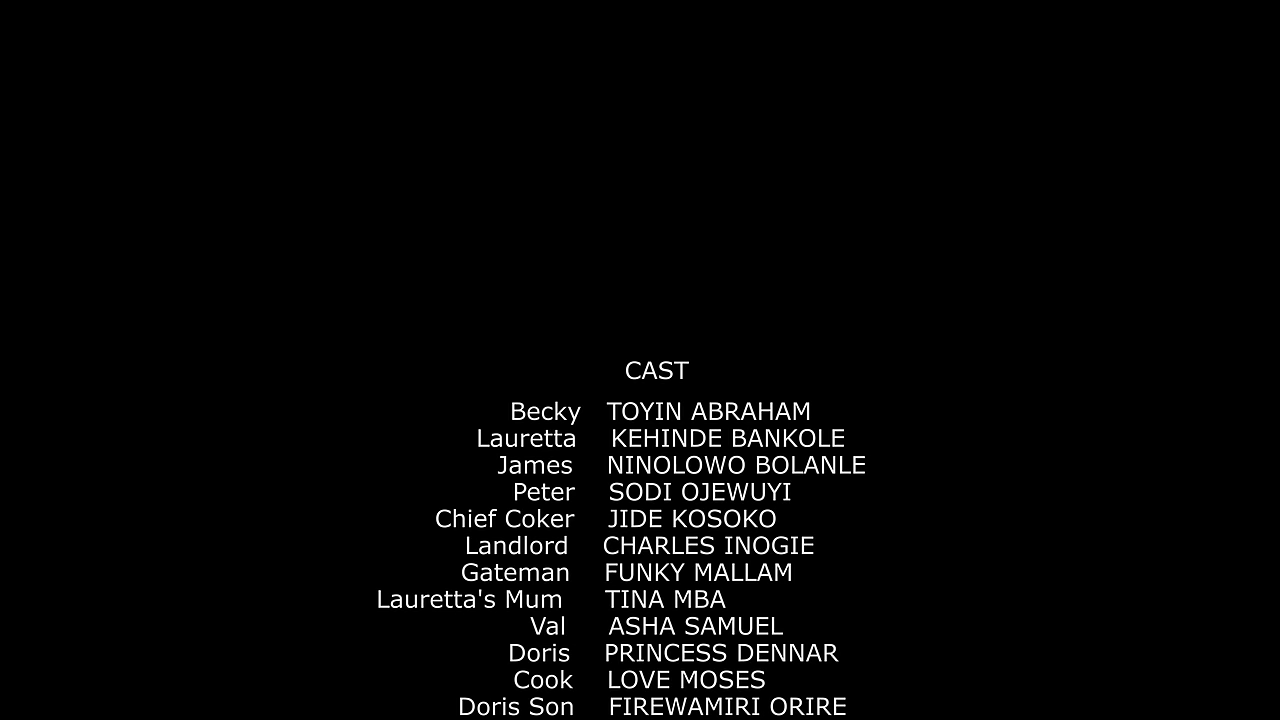 CAST
Becky TOYIN ABRAHAM
Lauretta KEHINDE BANKOLE
James NINOLOWO BOLANLE
Peter SODI OJEWUYI
Chief Coker JIDE KOSOKO
Landlord CHARLES INOGIE
Gateman FUNKY MALLAM
Lauretta's Mum TINA MBA
Val ASHA SAMUEL
Doris PRINCESS DENNAR
Cook LOVE MOSES
Doris Son FIREWAMIRI ORIRE